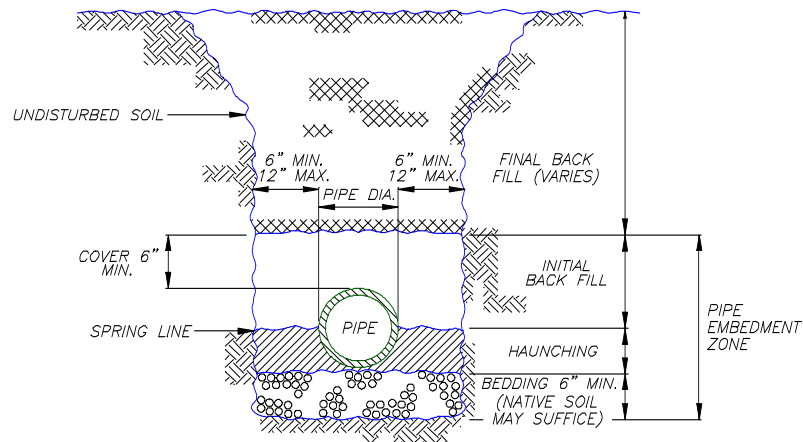 UNDISTURBED SOIL
6" MIN.
12" MAX.
6" MIN.
12" MAX.
PIPE DIA.
FINAL BACK
FILL (VARIES)
COVER 6"
MIN.
INITIAL
BACK FILL
SPRING LINE
PIPE
PIPE
EMBEDMENT
ZONE
HAUNCHING
BEDDING 6" MIN.
(NATIVE SOIL
MAY SUFFICE)